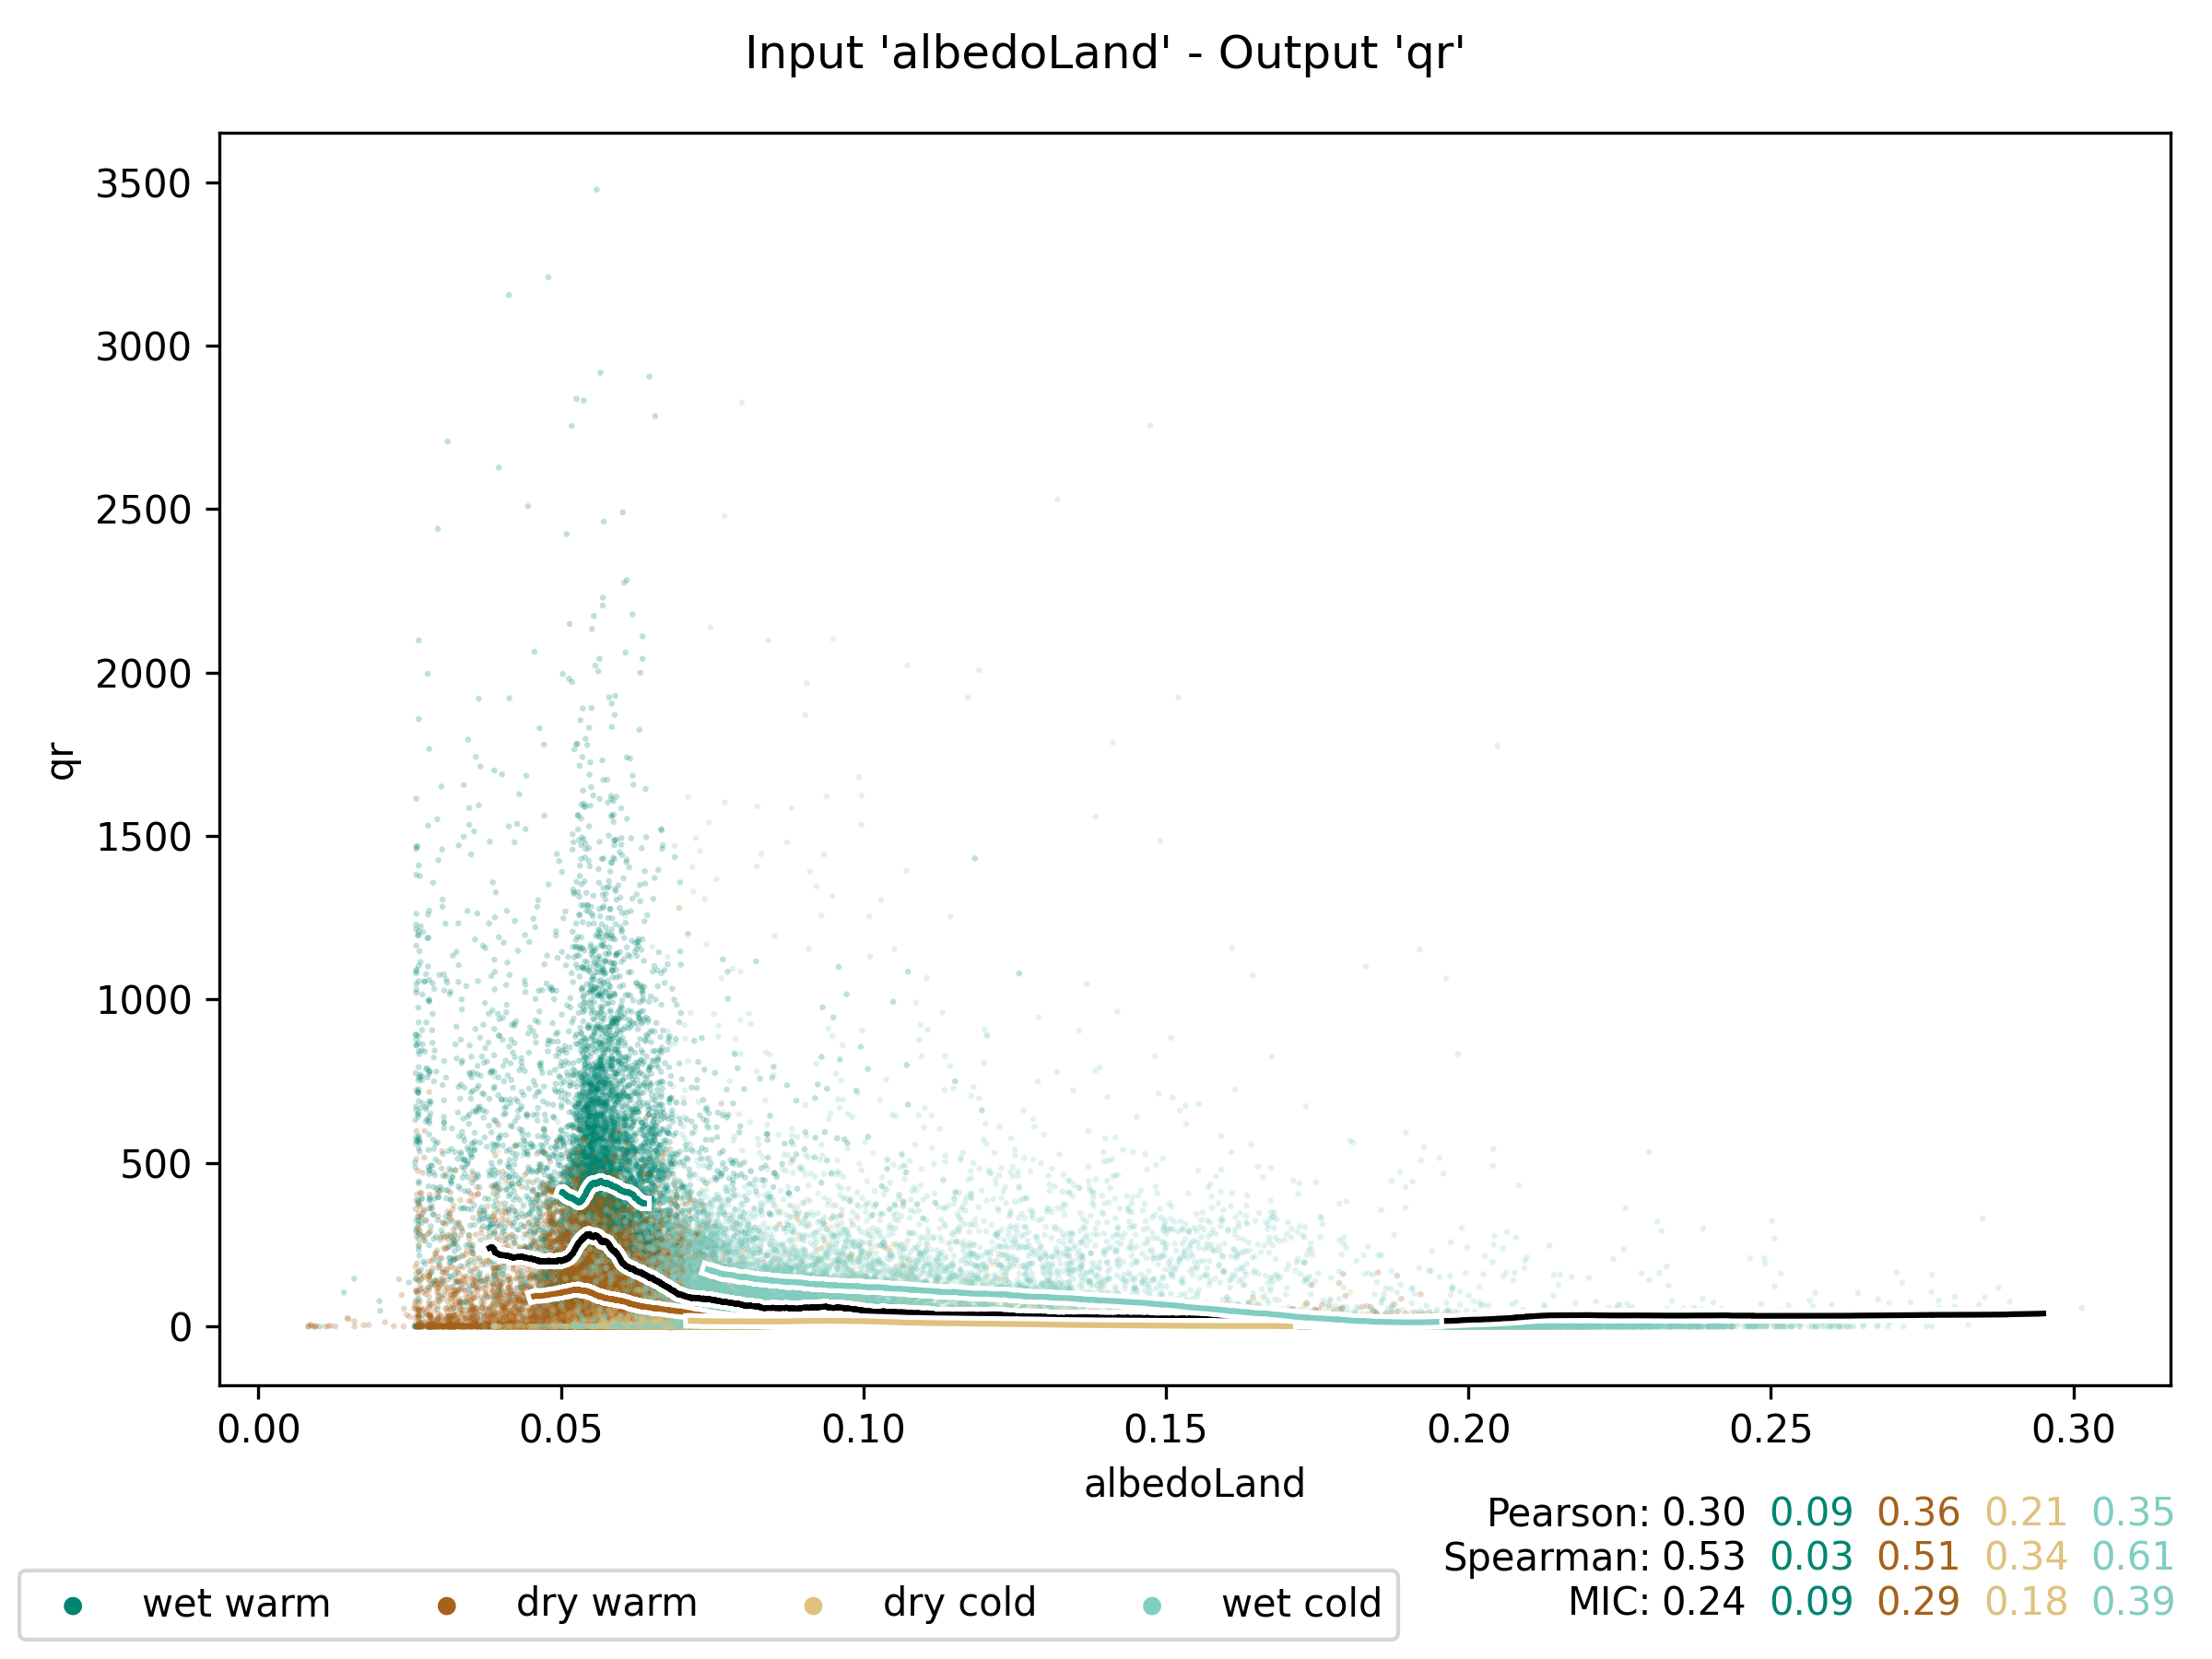 Input 'albedoLand' - Output 'qr'
3500
3000
2500
2000
1500
1000
500
0
qr
0.00 0.05 0.10 0.15 0.20 0.25 0.30
albedoLand
Pearson: 0.30 0.09 0.36 0.21 0.35
Spearman: 0.53 0.03 0.51 0.34 0.61
MIC: 0.24 0.09 0.29 0.18 0.39
wet warm dry warm dry cold wet cold